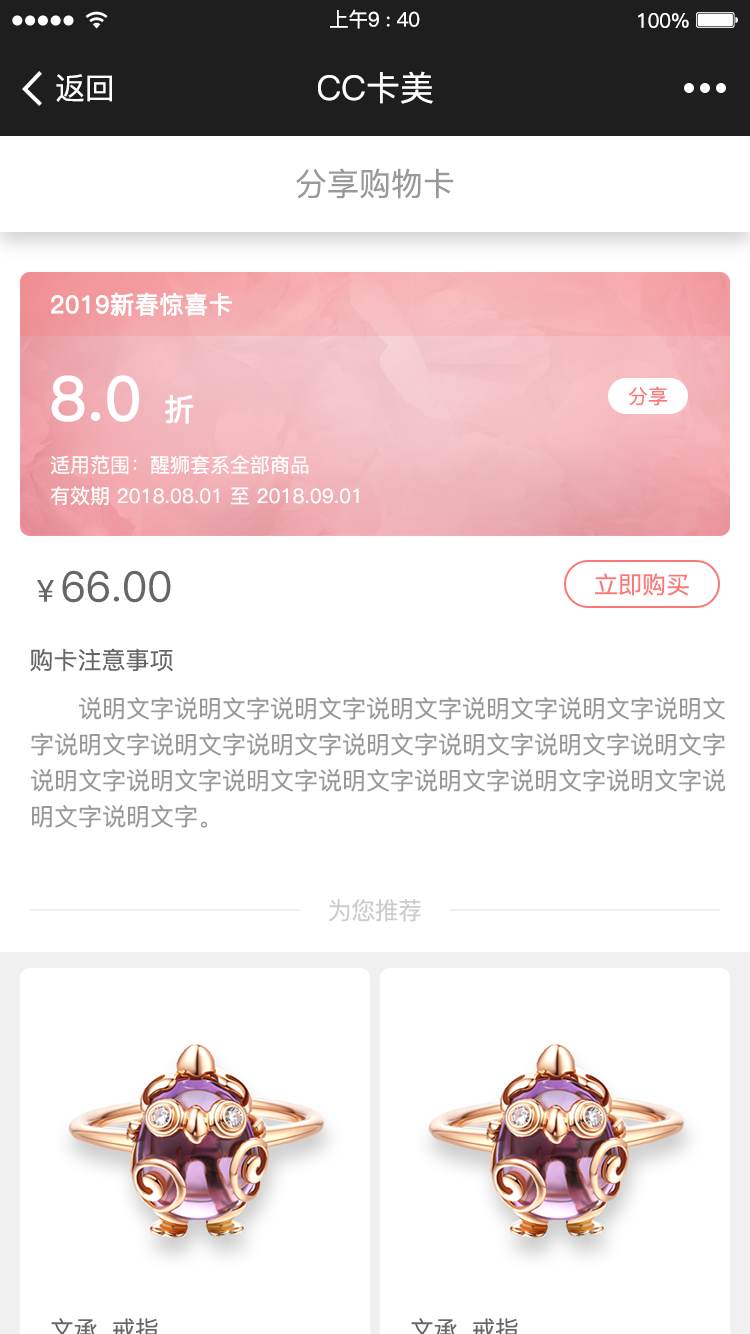 上午9 : 40
100%
返回
CC卡美
分享购物卡
2019新春惊喜卡
8.0 折
分享
适用范围：醒狮套系全部商品
有效期 2018.08.01 至 2018.09.01
¥66.00
立即购买
购卡注意事项
说明文字说明文字说明文字说明文字说明文字说明文字说明文
字说明文字说明文字说明文字说明文字说明文字说明文字说明文字
说明文字说明文字说明文字说明文字说明文字说明文字说明文字说
明文字说明文字。
为您推荐
文承 戒指
文承 戒指